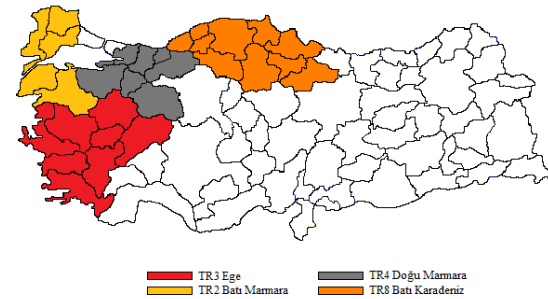 TR3 Ege
TR4 Doğu Marmara
TR2 Batı Marmara
TR8 Batı Karadeniz